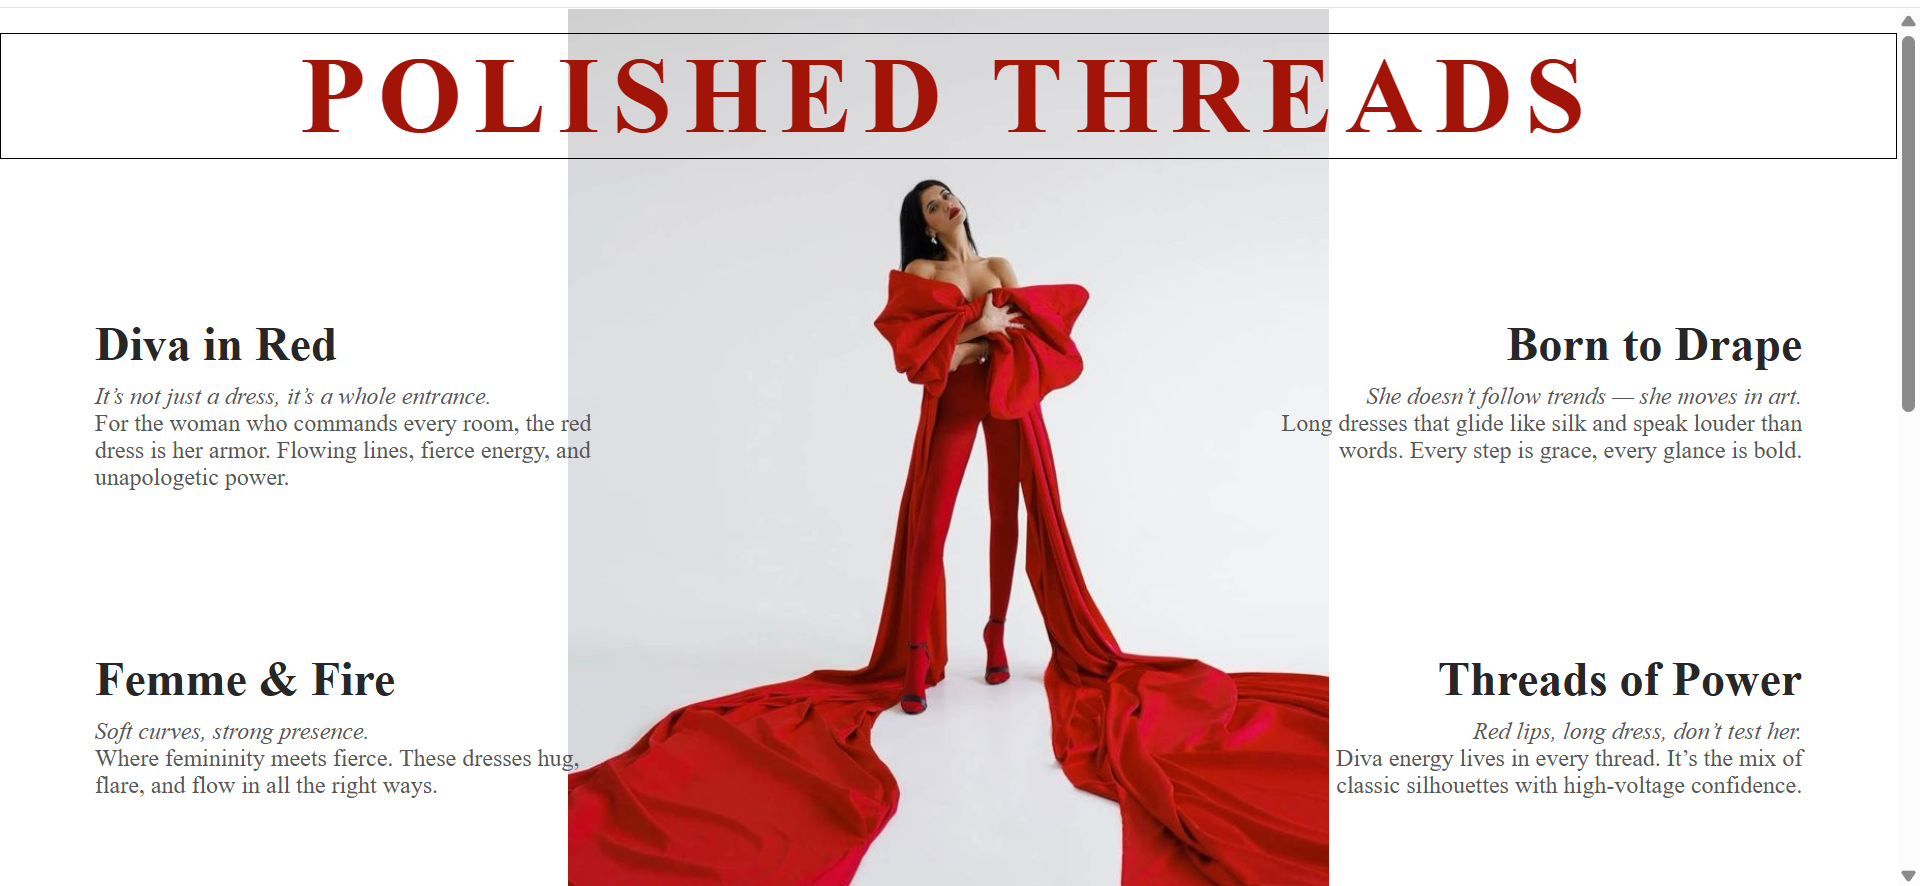 POLISHED THREADS
Diva in Red
It’s not just a dress, it’s a whole entrance.
For the woman who commands every room, the red
dress is her armor. Flowing lines, fierce energy, and
unapologetic power.
Born to Drape
She doesn’t follow trends — she moves in art.
Long dresses that glide like silk and speak louder than
words. Every step is grace, every glance is bold.
Femme & Fire
Soft curves, strong presence.
Where femininity meets fierce. These dresses hug,
flare, and flow in all the right ways.
Threads of Power
Red lips, long dress, don’t test her.
Diva energy lives in every thread. It’s the mix of
classic silhouettes with high-voltage confidence.